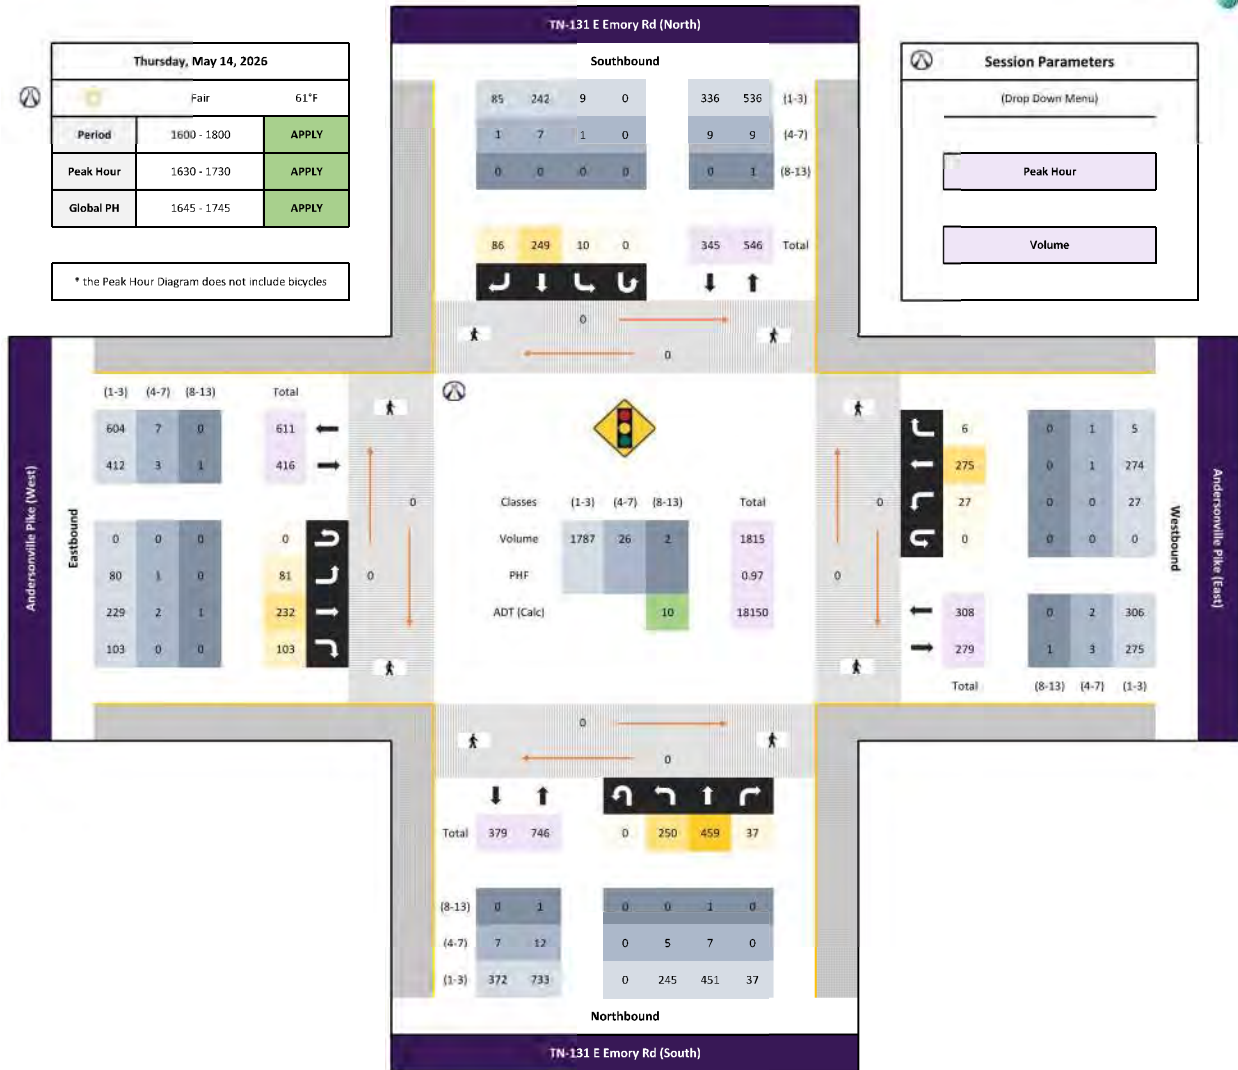 TN-131 E Emory Rd (North)
Thursday, May 14, 2026
Fair 61°F
Period 1600 - 1800 APPLY
Peak Hour 1630 - 1730 APPLY
Global PH 1645 - 1745 APPLY
* the Peak Hour Diagram does not include bicycles
Southbound
85 242 9 0 336 536 (1-3)
1 7 1 0 9 9 (4-7)
0 0 0 0 0 1 (8-13)
86 249 10 0 345 546 Total
Session Parameters
(Drop Down Menu)
Peak Hour
Volume
0
0
Andersonville Pike (West)
Eastbound
(1-3) (4-7) (8-13) Total
604 7 0 611
412 3 1 416
0 0 0 0
80 1 0 81
229 2 1 232
103 0 0 103
0
0
Classes (1-3) (4-7) (8-13) Total
Volume 1787 26 2 1815
PHF 0.97
ADT (Calc) 10 18150
0
0
6 0 1 5
275 0 1 274
27 0 0 27
0 0 0 0
308 0 2 306
279 1 3 275
Total (8-13) (4-7) (1-3)
Westbound
Andersonville Pike (East)
0
0
Total 379 746 0 250 459 37
(8-13) 0 1 0 0 1 0
(4-7) 7 12 0 5 7 0
(1-3) 372 733 0 245 451 37
Northbound
TN-131 E Emory Rd (South)